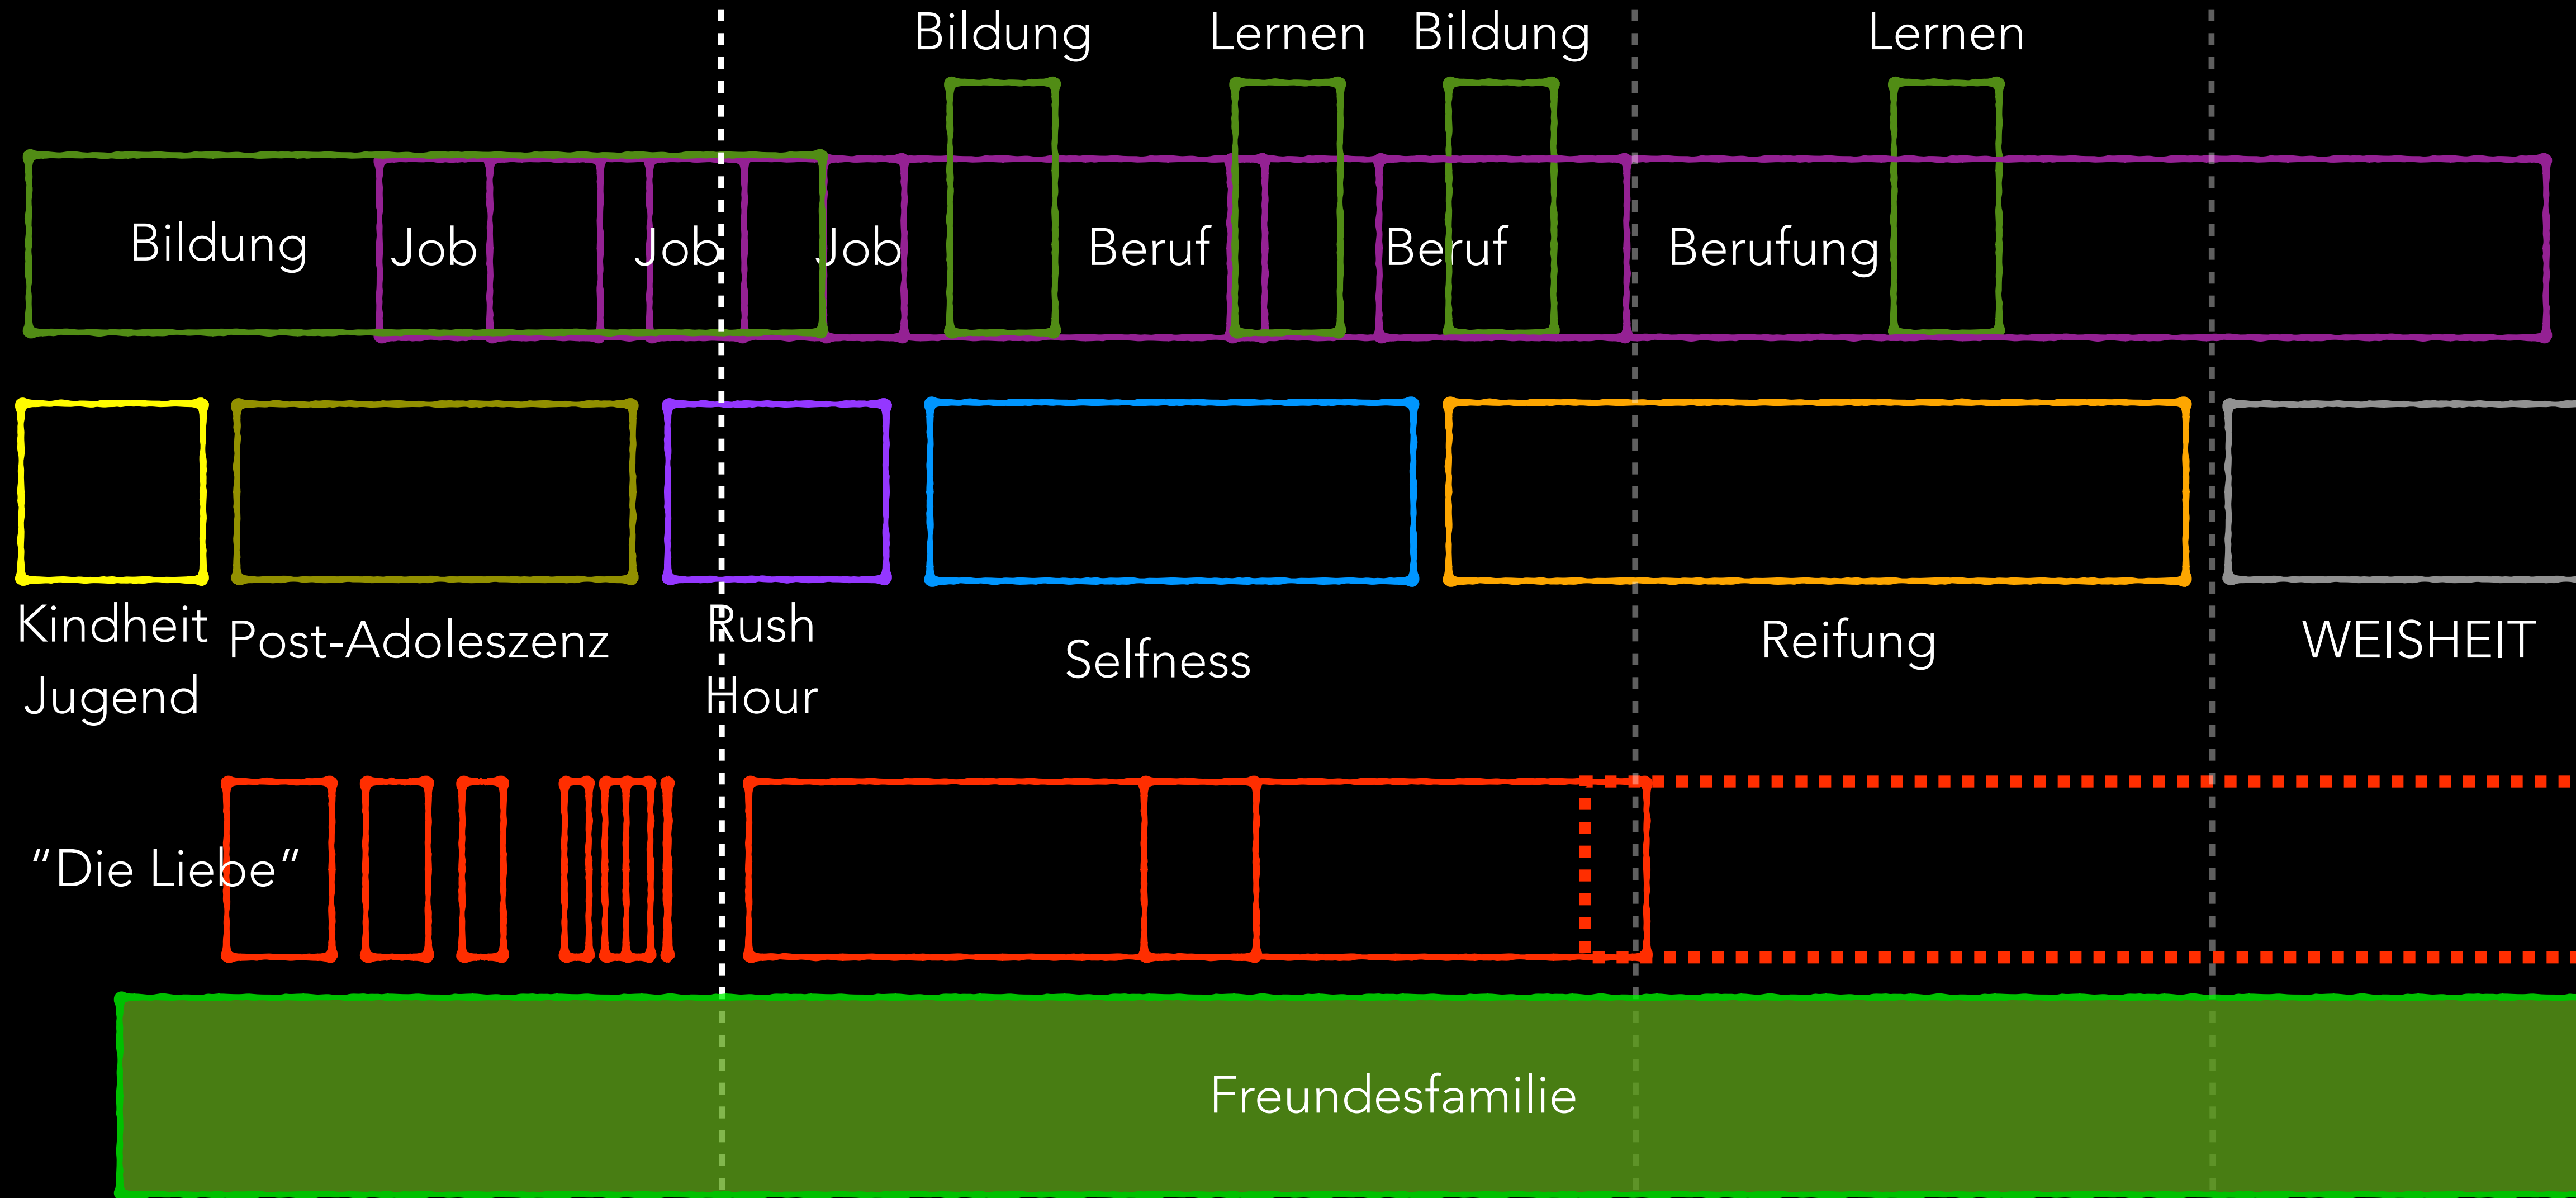 Bildung
Lernen
Bildung
Lernen
Bildung
Job
Job
Job
Beruf
Beruf
Berufung
Kindheit
Jugend
Post-Adoleszenz
Rush
Hour
Selfness
Reifung
WEISHEIT
“Die Liebe”
Freundesfamilie